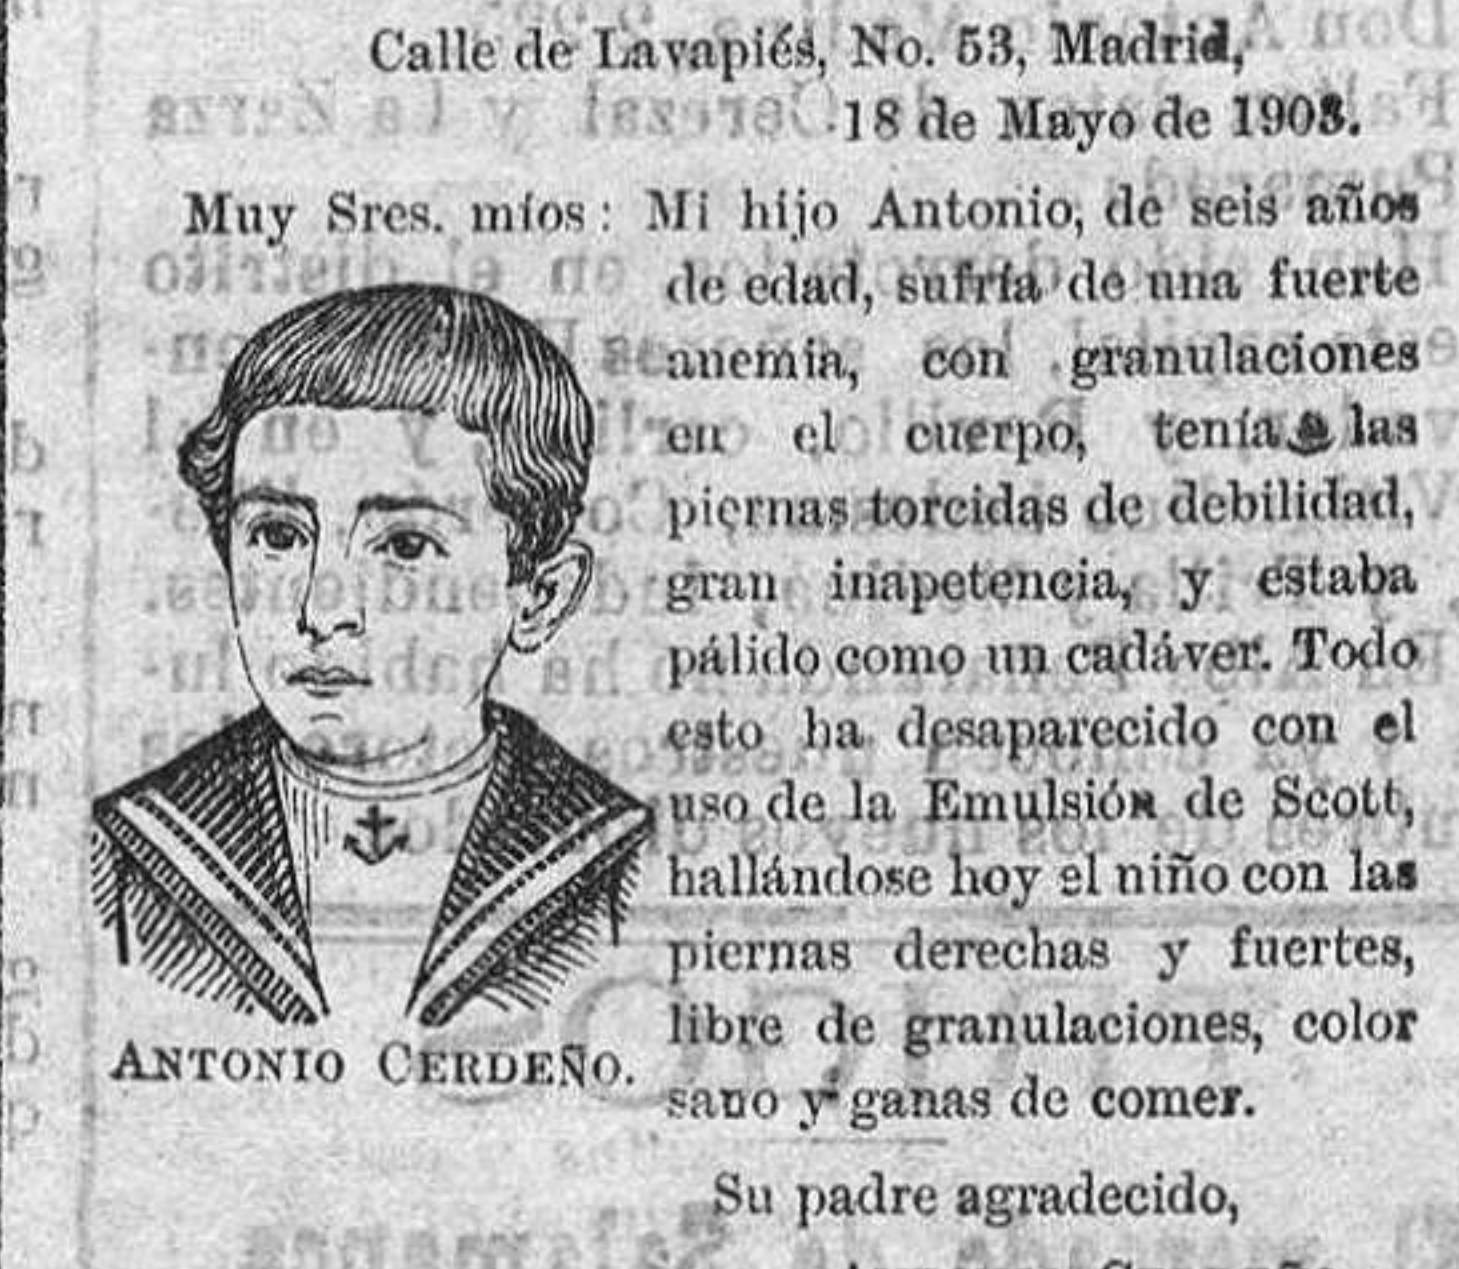 Calle de Lavapiés, No. 53, Madrid,
18 de Mayo de 1903.
Muy Sres. míos: Mi hijo Antonio, de seis años
de edad, sufría de una fuerte
anemia, con granulaciones
en el cuerpo, tenía las
piernas torcidas de debilidad,
gran inapetencia, y estaba
pálido como un cadáver. Todo
esto ha desaparecido con el
uso de la Emulsión de Scott,
hallándose hoy el niño con las
piernas derechas y fuertes,
libre de granulaciones, color
sano y ganas de comer.
ANTONIO CERDEÑO.
Su padre agradecido,